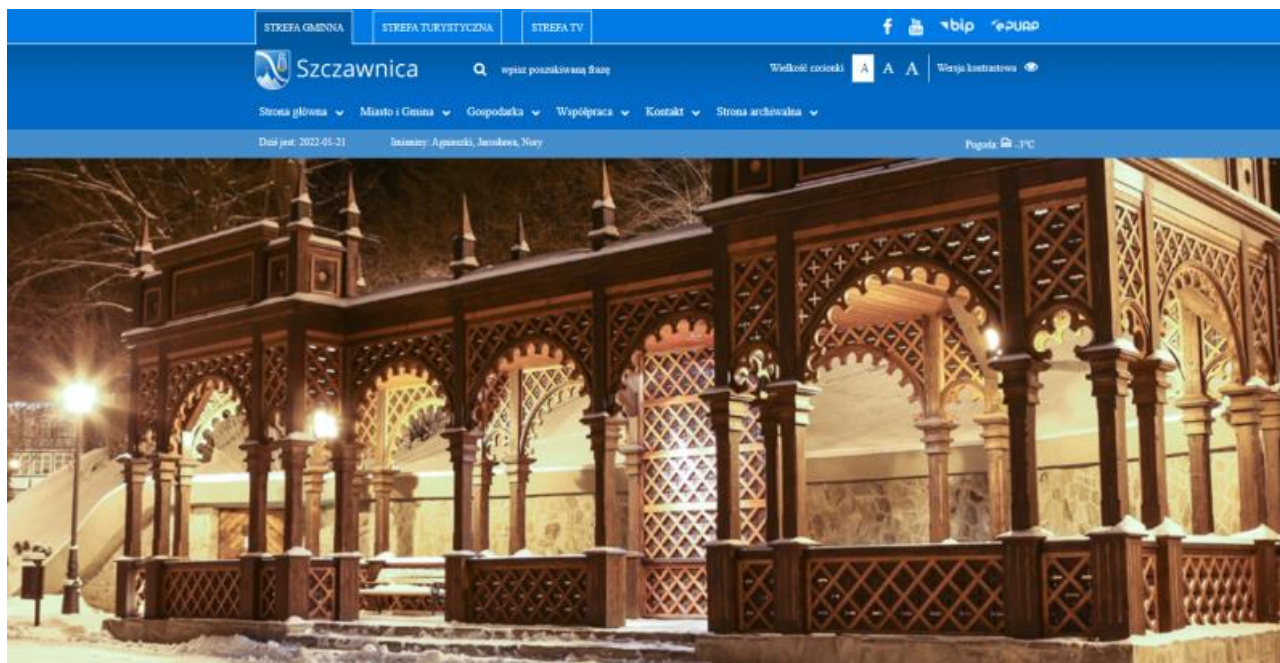 STREFA GMINNA STREFA TURYSTYCZNA STREFA TV bip ePUAP
Szczawnica wpisz poszukiwaną frazę Wielkość czcionki A A A Wersja kontrastowa
Strona główna Miasto i Gmina Gospodarka Współpraca Kontakt Strona archiwalna
Dziś jest: 2022-01-21 Imieniny: Agnieszki, Jarosława, Nory Pogoda: -3°C